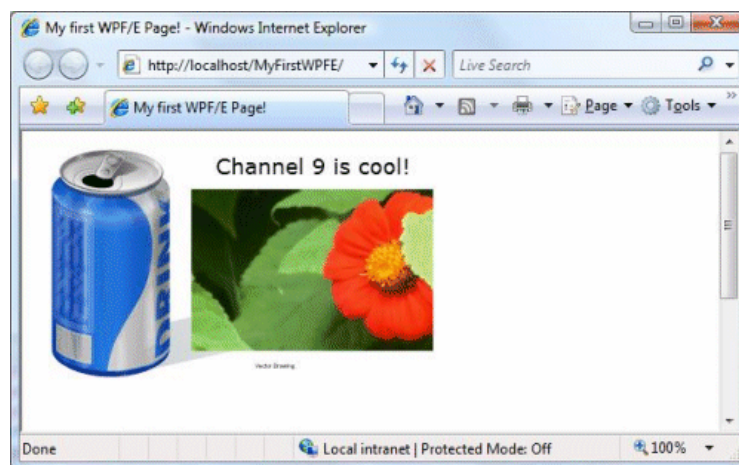 My first WPF/E Page! - Windows Internet Explorer
http://localhost/MyFirstWPFE/
Live Search
My first WPF/E Page!
Page
Tools
Channel 9 is cool!
DRINK
Vector Drawing
Done
Local intranet | Protected Mode: Off
100%